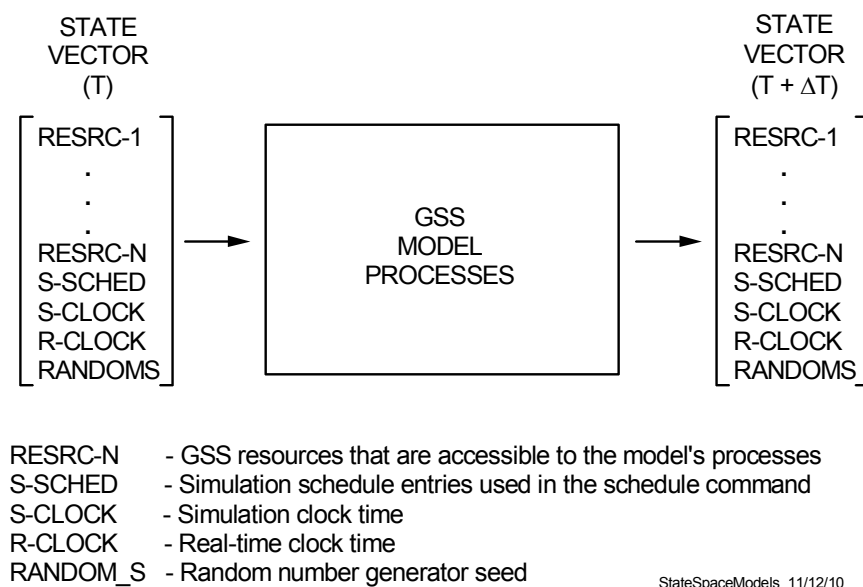 STATE
VECTOR
(T)
RESRC-1
.
.
.
RESRC-N
S-SCHED
S-CLOCK
R-CLOCK
RANDOMS
GSS
MODEL
PROCESSES
STATE
VECTOR
(T + ΔT)
RESRC-1
.
.
.
RESRC-N
S-SCHED
S-CLOCK
R-CLOCK
RANDOMS
RESRC-N - GSS resources that are accessible to the model's processes
S-SCHED - Simulation schedule entries used in the schedule command
S-CLOCK - Simulation clock time
R-CLOCK - Real-time clock time
RANDOM_S - Random number generator seed
StateSpaceModels 11/12/10